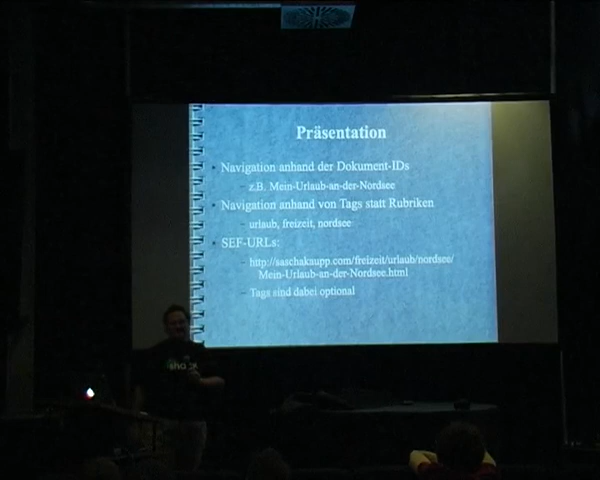 Präsentation
Navigation anhand der Dokument-IDs
– z.B. Mein-Urlaub-an-der-Nordsee
Navigation anhand von Tags statt Rubriken
– urlaub, freizeit, nordsee
SEF-URLs:
– http://saschakaupp.com/freizeit/urlaub/nordsee/
Mein-Urlaub-an-der-Nordsee.html
– Tags sind dabei optional